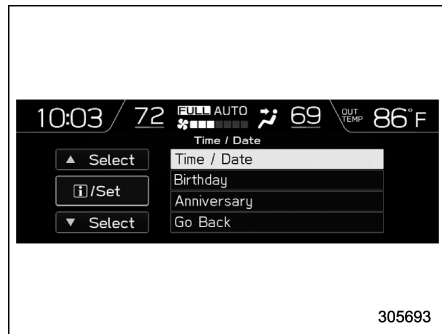 10:03 72 FULL AUTO 69 OUT TEMP 86°F
Time / Date
▲ Select
Time / Date
i/Set
Birthday
Anniversary
▼ Select
Go Back
305693